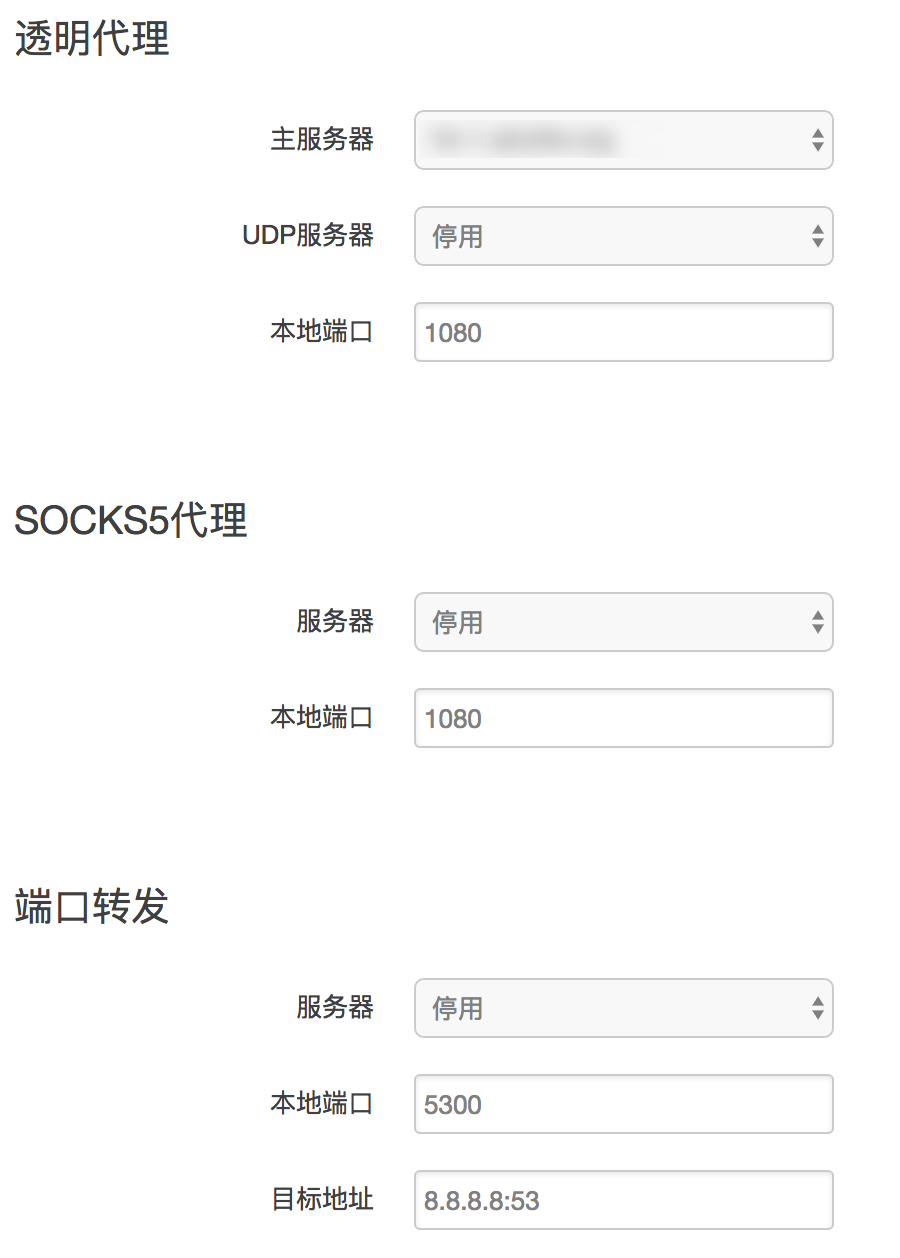 透明代理
主服务器
UDP服务器 停用
本地端口 1080
SOCKS5代理
服务器 停用
本地端口 1080
端口转发
服务器 停用
本地端口 5300
目标地址 8.8.8.8:53